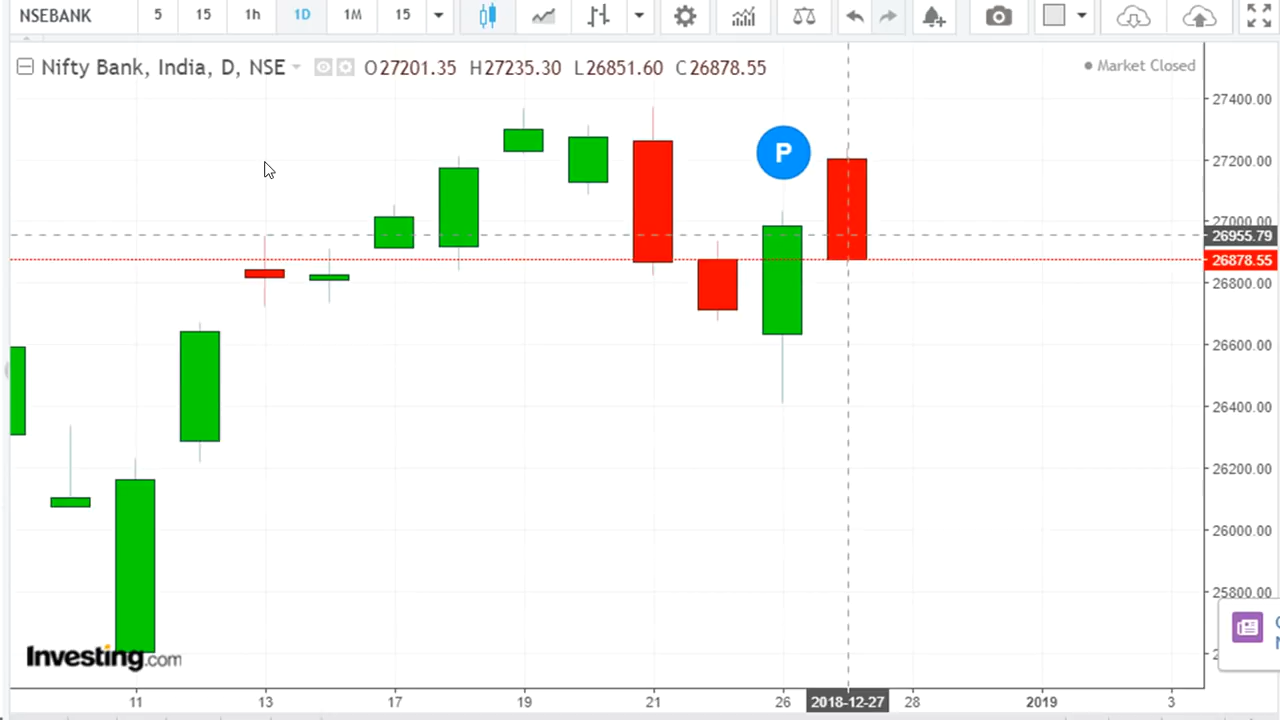 NSEBANK 5 15 1h 1D 1M 15
Nifty Bank, India, D, NSE O27201.35 H27235.30 L26851.60 C26878.55
Market Closed
27400.00
P
27200.00
27000.00
26955.79
26878.55
26800.00
26600.00
26400.00
26200.00
26000.00
25800.00
Investing.com
11 13 17 19 21 26 2018-12-27 28 2019 3